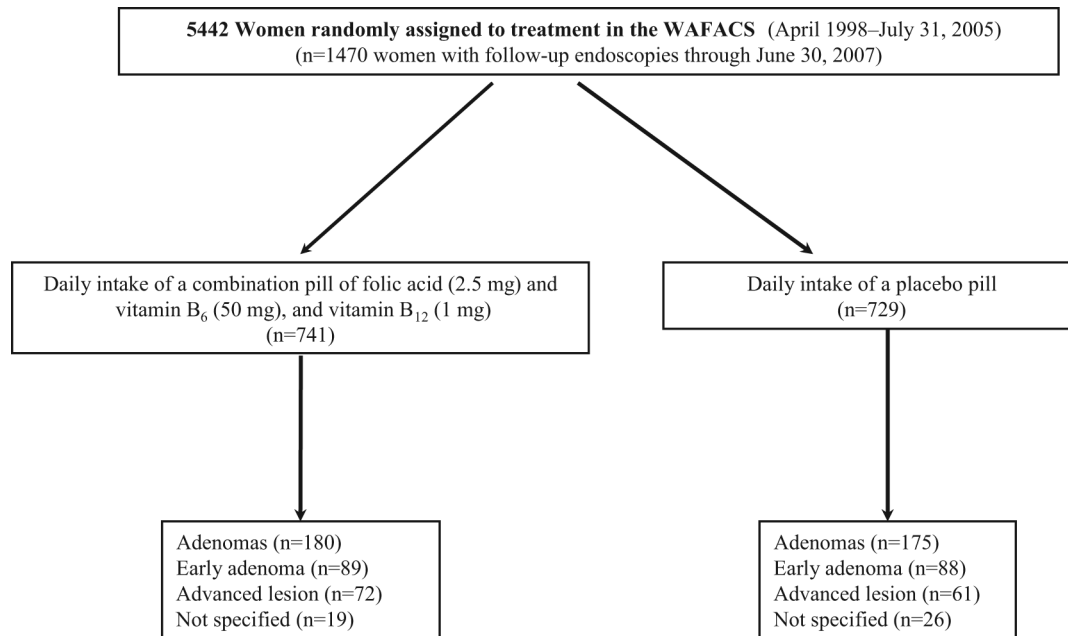 5442 Women randomly assigned to treatment in the WAFACS (April 1998–July 31, 2005)
(n=1470 women with follow-up endoscopies through June 30, 2007)
Daily intake of a combination pill of folic acid (2.5 mg) and
vitamin B6 (50 mg), and vitamin B12 (1 mg)
(n=741)
Daily intake of a placebo pill
(n=729)
Adenomas (n=180)
Early adenoma (n=89)
Advanced lesion (n=72)
Not specified (n=19)
Adenomas (n=175)
Early adenoma (n=88)
Advanced lesion (n=61)
Not specified (n=26)